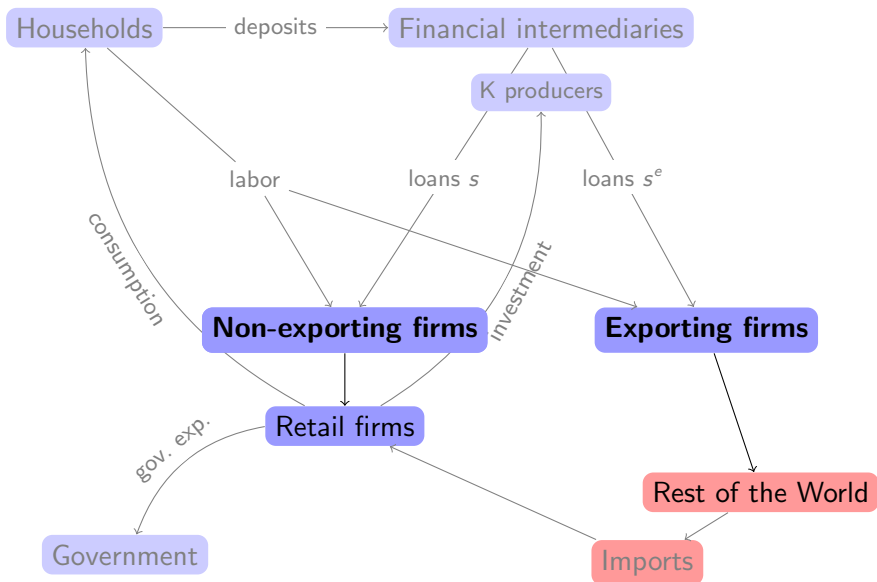 Households
deposits
Financial intermediaries
K producers
labor
loans s
loans sᵉ
consumption
investment
Non-exporting firms
Exporting firms
Retail firms
gov. exp.
Rest of the World
Government
Imports